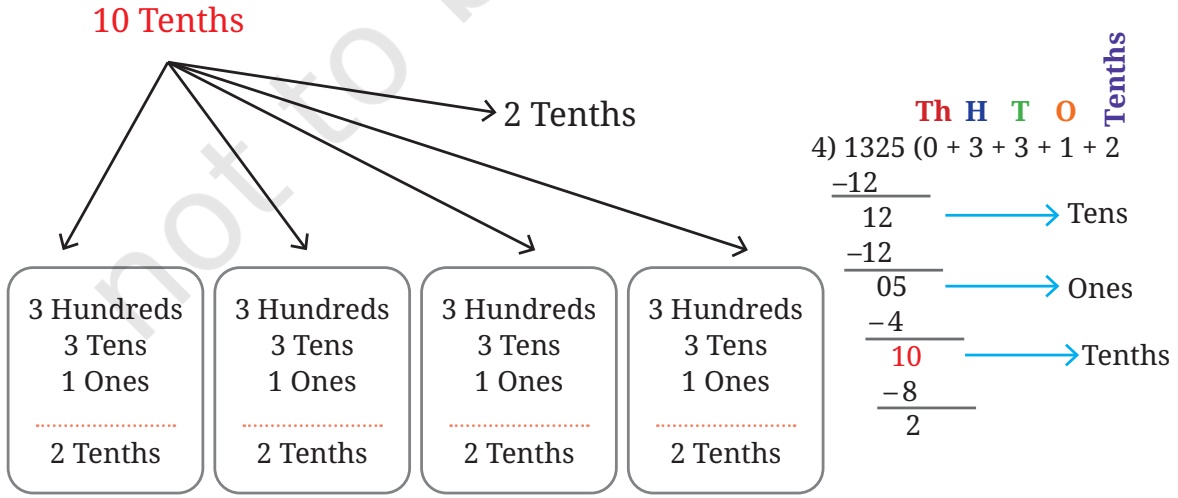 10 Tenths
2 Tenths
3 Hundreds
3 Tens
1 Ones
2 Tenths
3 Hundreds
3 Tens
1 Ones
2 Tenths
3 Hundreds
3 Tens
1 Ones
2 Tenths
3 Hundreds
3 Tens
1 Ones
2 Tenths
Th H T O Tenths
4) 1325 (0 + 3 + 3 + 1 + 2
–12
12 Tens
–12
05 Ones
–4
10 Tenths
–8
2
not to b